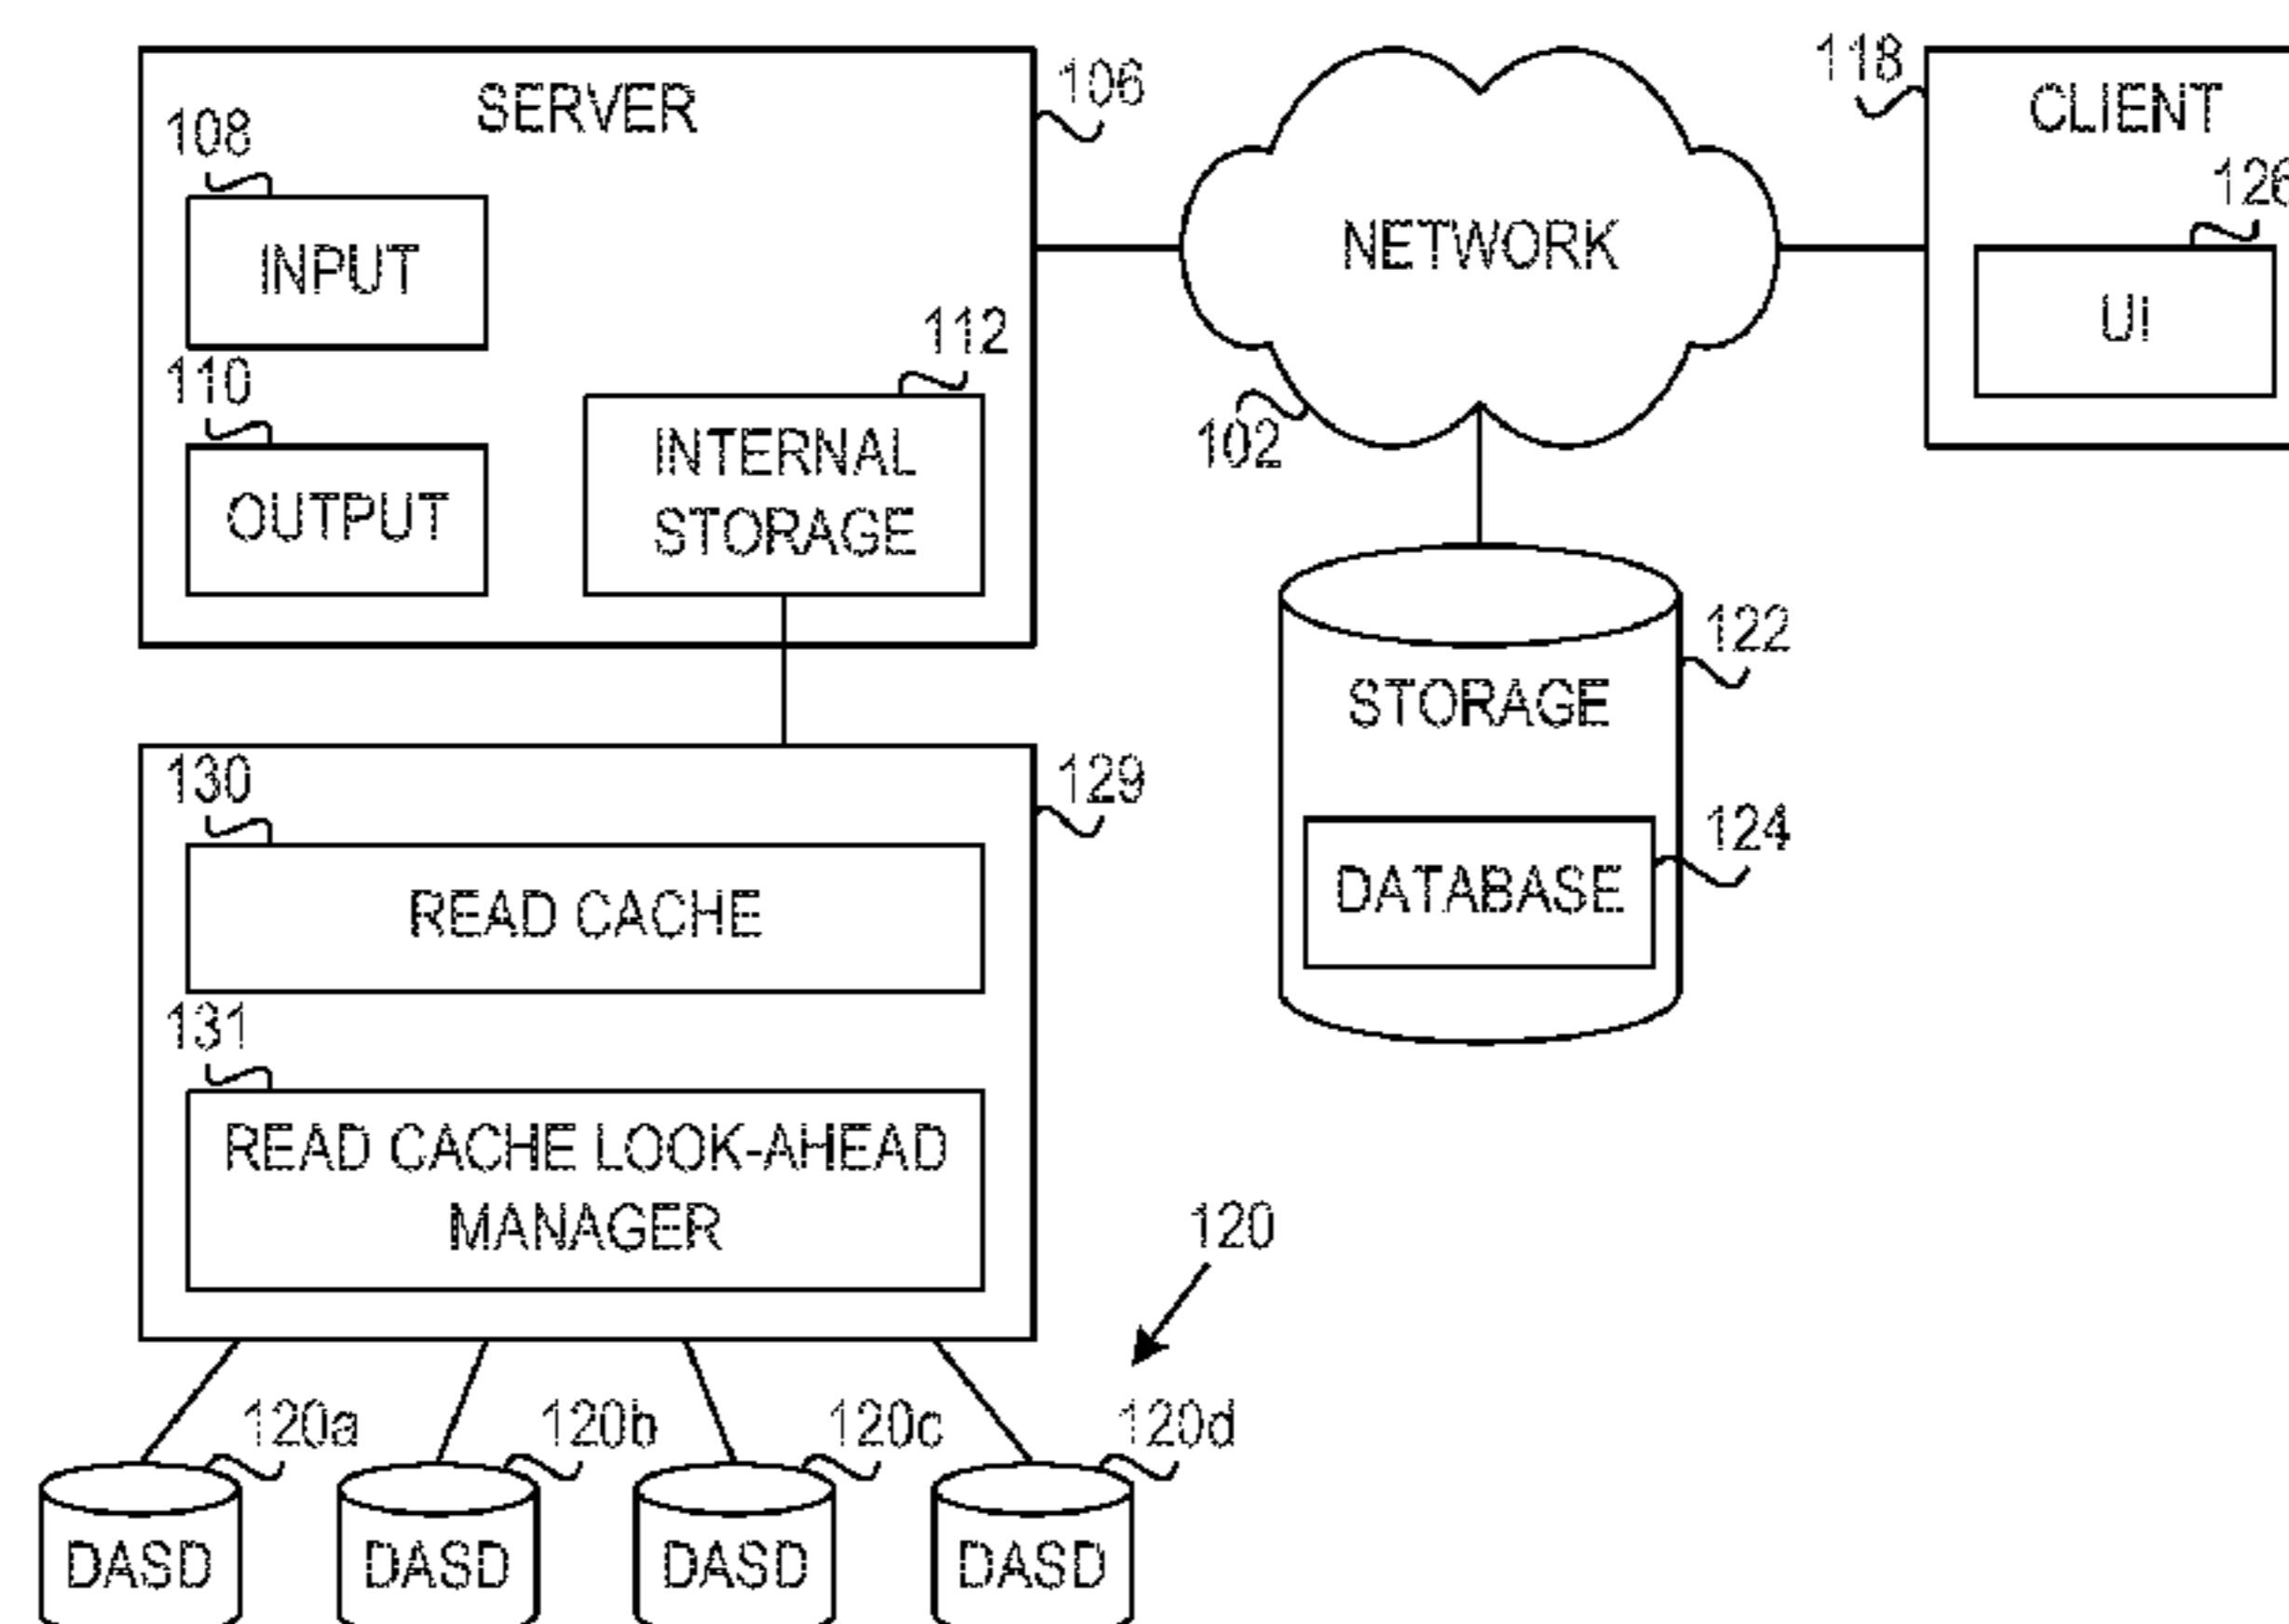 SERVER
106
108
INPUT
110
OUTPUT
112
INTERNAL
STORAGE
NETWORK
102
118
CLIENT
126
UI
122
STORAGE
124
DATABASE
129
130
READ CACHE
131
READ CACHE LOOK-AHEAD
MANAGER
120
120a
120b
120c
120d
DASD
DASD
DASD
DASD